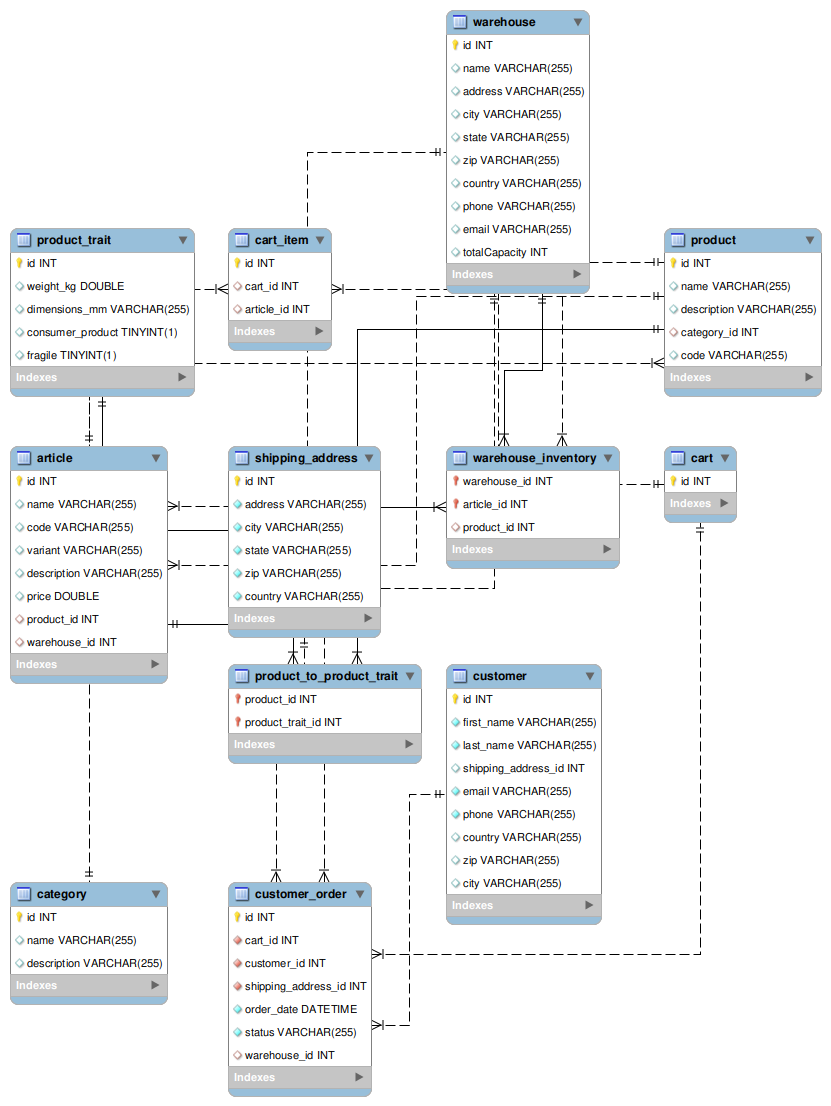 warehouse
id INT
name VARCHAR(255)
address VARCHAR(255)
city VARCHAR(255)
state VARCHAR(255)
zip VARCHAR(255)
country VARCHAR(255)
phone VARCHAR(255)
email VARCHAR(255)
totalCapacity INT
Indexes
product_trait
id INT
weight_kg DOUBLE
dimensions_mm VARCHAR(255)
consumer_product TINYINT(1)
fragile TINYINT(1)
Indexes
cart_item
id INT
cart_id INT
article_id INT
Indexes
product
id INT
name VARCHAR(255)
description VARCHAR(255)
category_id INT
code VARCHAR(255)
Indexes
article
id INT
name VARCHAR(255)
code VARCHAR(255)
variant VARCHAR(255)
description VARCHAR(255)
price DOUBLE
product_id INT
warehouse_id INT
Indexes
shipping_address
id INT
address VARCHAR(255)
city VARCHAR(255)
state VARCHAR(255)
zip VARCHAR(255)
country VARCHAR(255)
Indexes
warehouse_inventory
warehouse_id INT
article_id INT
product_id INT
Indexes
cart
id INT
Indexes
product_to_product_trait
product_id INT
product_trait_id INT
Indexes
customer
id INT
first_name VARCHAR(255)
last_name VARCHAR(255)
shipping_address_id INT
email VARCHAR(255)
phone VARCHAR(255)
country VARCHAR(255)
zip VARCHAR(255)
city VARCHAR(255)
Indexes
category
id INT
name VARCHAR(255)
description VARCHAR(255)
Indexes
customer_order
id INT
cart_id INT
customer_id INT
shipping_address_id INT
order_date DATETIME
status VARCHAR(255)
warehouse_id INT
Indexes